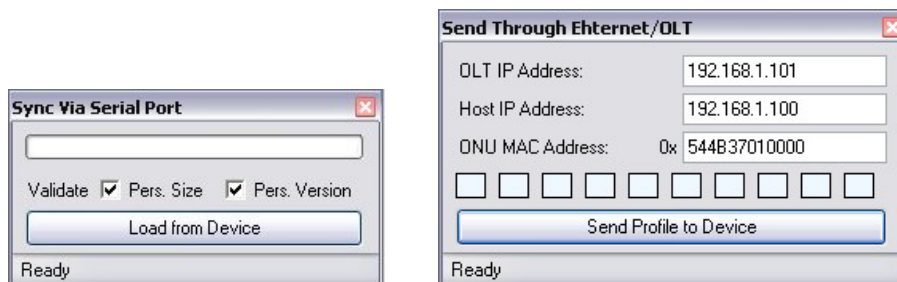 Sync Via Serial Port
Validate Pers. Size Pers. Version
Load from Device
Ready
Send Through Ehternet/OLT
OLT IP Address: 192.168.1.101
Host IP Address: 192.168.1.100
ONU MAC Address: 0x 544B37010000
Send Profile to Device
Ready